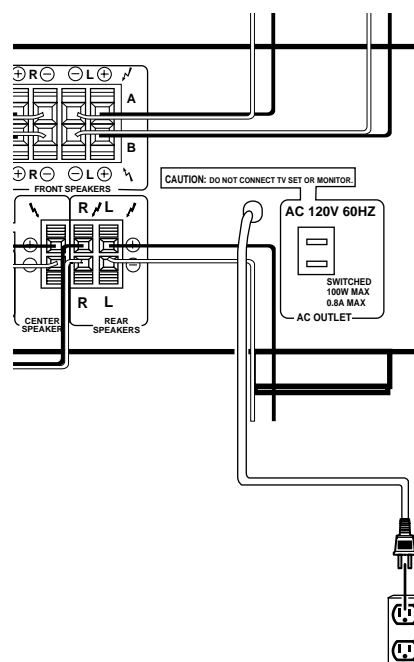 ⊕ R ⊖ ⊖ L ⊕
A
B
⊕ R ⊖ ⊖ L ⊕
FRONT SPEAKERS
CAUTION: DO NOT CONNECT TV SET OR MONITOR.
R L
AC 120V 60HZ
⊕ ⊕
⊖ ⊖
SWITCHED
100W MAX
0.8A MAX
AC OUTLET
R L
CENTER
SPEAKER
REAR
SPEAKERS